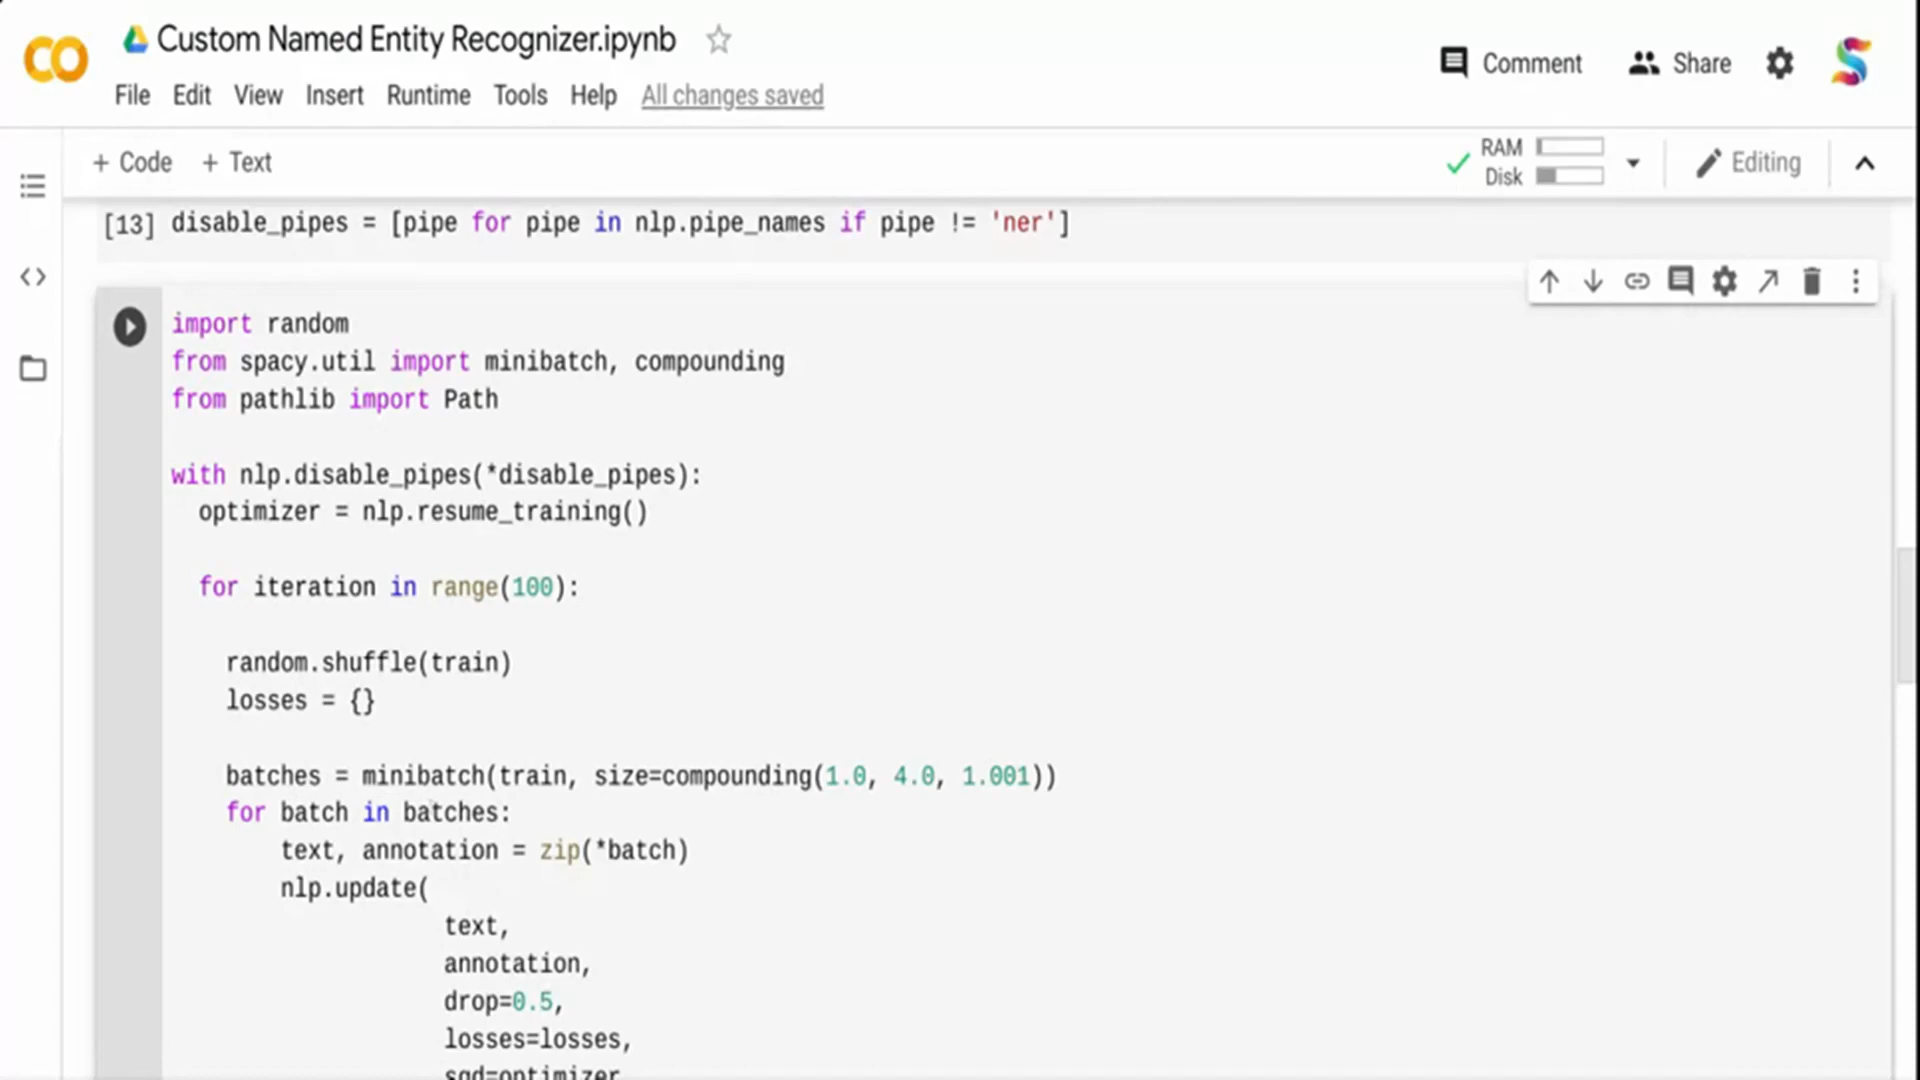 Custom Named Entity Recognizer.ipynb
Comment Share
File Edit View Insert Runtime Tools Help All changes saved
+ Code + Text
RAM
Disk
Editing
[13] disable_pipes = [pipe for pipe in nlp.pipe_names if pipe != 'ner']
import random
from spacy.util import minibatch, compounding
from pathlib import Path
with nlp.disable_pipes(*disable_pipes):
optimizer = nlp.resume_training()
for iteration in range(100):
random.shuffle(train)
losses = {}
batches = minibatch(train, size=compounding(1.0, 4.0, 1.001))
for batch in batches:
text, annotation = zip(*batch)
nlp.update(
text,
annotation,
drop=0.5,
losses=losses,
sgd=optimizer